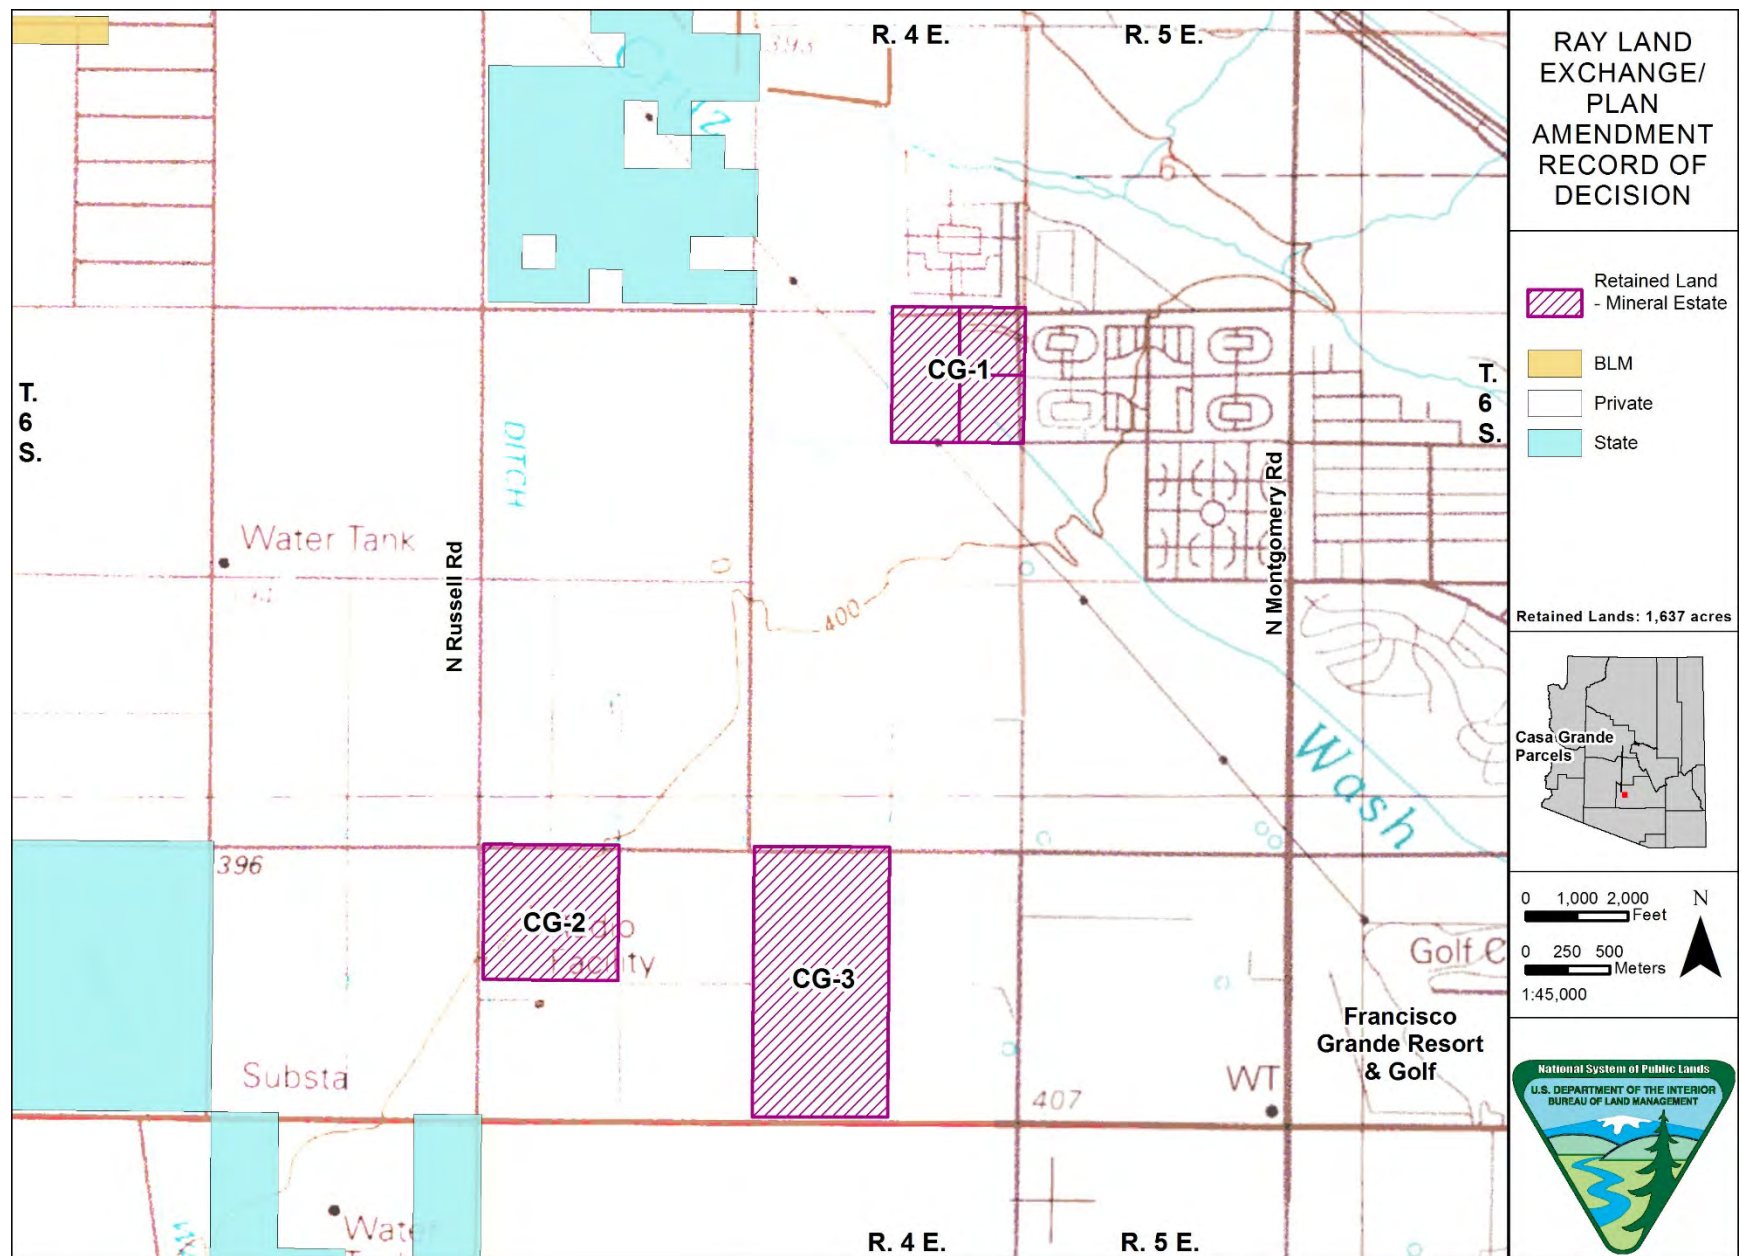 R. 4 E.
R. 5 E.
393
6
CG-1
T.
6
S.
T.
6
S.
DITCH
Water Tank
N Russell Rd
N Montgomery Rd
400
Wash
396
CG-2
Facility
CG-3
Substa
Golf C
Francisco
Grande Resort
& Golf
WT
407
Water
R. 4 E.
R. 5 E.
RAY LAND
EXCHANGE/
PLAN
AMENDMENT
RECORD OF
DECISION
Retained Land
- Mineral Estate
BLM
Private
State
Retained Lands: 1,637 acres
Casa Grande
Parcels
0 1,000 2,000
Feet
0 250 500
Meters
1:45,000
N
National System of Public Lands
U.S. DEPARTMENT OF THE INTERIOR
BUREAU OF LAND MANAGEMENT